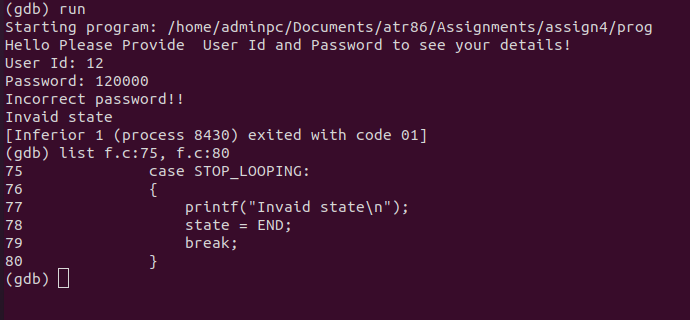 (gdb) run
Starting program: /home/adminpc/Documents/atr86/Assignments/assign4/prog
Hello Please Provide  User Id and Password to see your details!
User Id: 12
Password: 120000
Incorrect password!!
Invaid state
[Inferior 1 (process 8430) exited with code 01]
(gdb) list f.c:75, f.c:80
75              case STOP_LOOPING:
76              {
77                  printf("Invaid state\n");
78                  state = END;
79                  break;
80              }
(gdb)